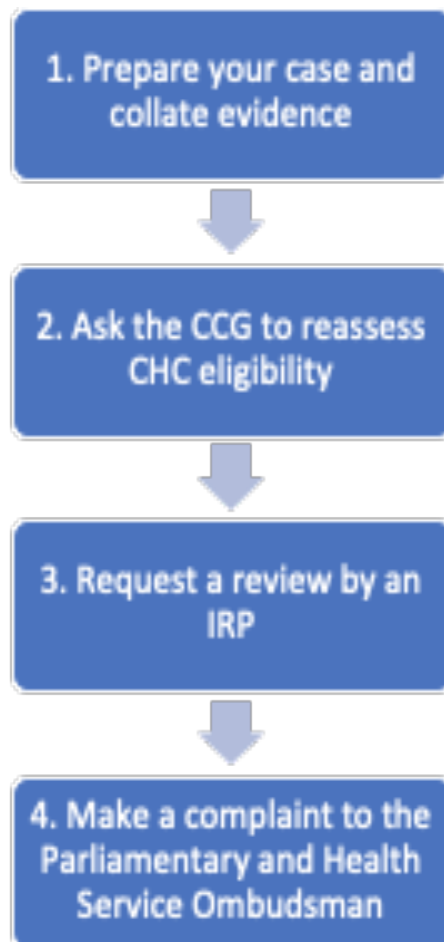 1. Prepare your case and
collate evidence
2. Ask the CCG to reassess
CHC eligibility
3. Request a review by an
IRP
4. Make a complaint to the
Parliamentary and Health
Service Ombudsman